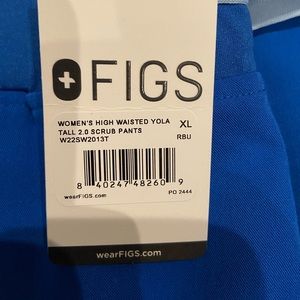 FIGS
WOMEN'S HIGH WAISTED YOLA XL
TALL 2.0 SCRUB PANTS RBU
W22SW2013T
8 40247 48260 9
wearFIGS.com PO 2444
wearFIGS.com